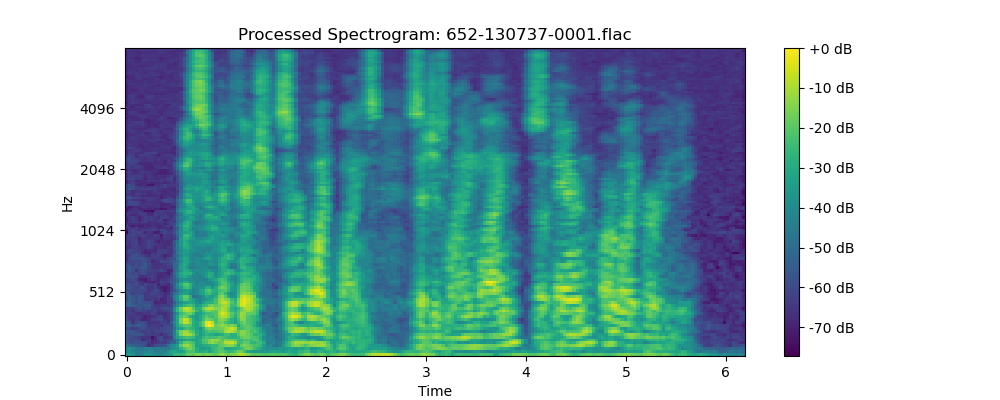 Processed Spectrogram: 652-130737-0001.flac
Hz
4096
2048
1024
512
0
0 1 2 3 4 5 6
Time
+0 dB
-10 dB
-20 dB
-30 dB
-40 dB
-50 dB
-60 dB
-70 dB